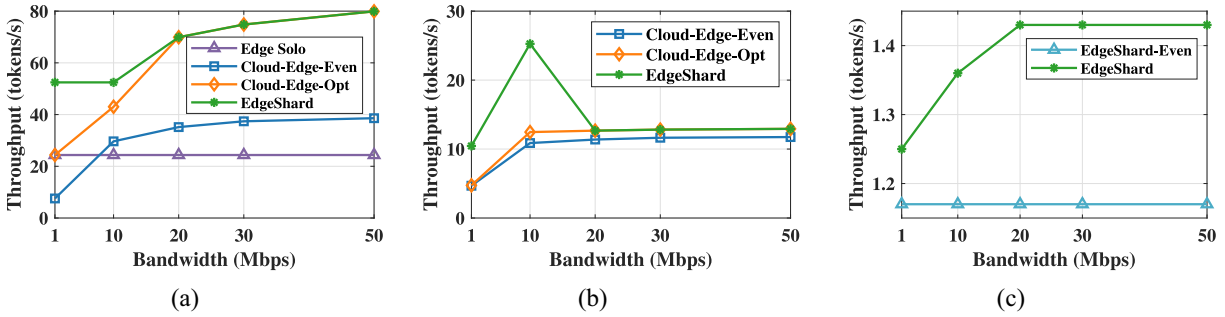 80
60
40
20
0
Throughput (tokens/s)
Edge Solo
Cloud-Edge-Even
Cloud-Edge-Opt
EdgeShard
1 10 20 30 50
Bandwidth (Mbps)
(a)
30
20
10
0
Throughput (tokens/s)
Cloud-Edge-Even
Cloud-Edge-Opt
EdgeShard
1 10 20 30 50
Bandwidth (Mbps)
(b)
1.4
1.3
1.2
Throughput (tokens/s)
EdgeShard-Even
EdgeShard
1 10 20 30 50
Bandwidth (Mbps)
(c)